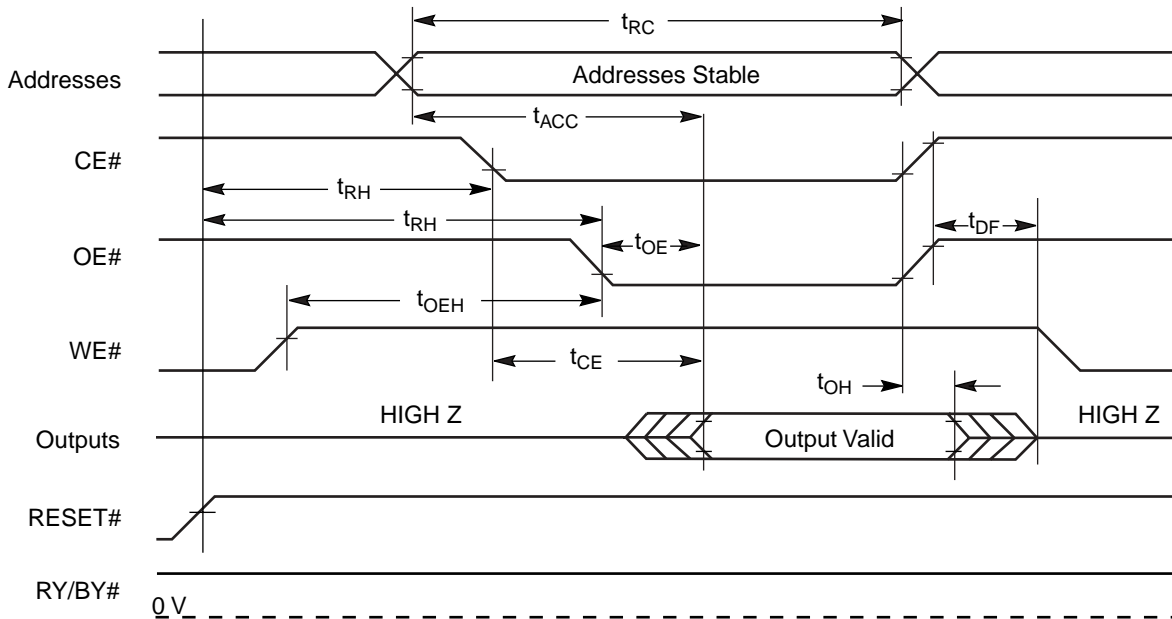 tRC
Addresses
Addresses Stable
tACC
CE#
tRH
tRH
tDF
OE#
tOE
tOEH
WE#
tCE
tOH
HIGH Z
HIGH Z
Outputs
Output Valid
RESET#
RY/BY#
0 V